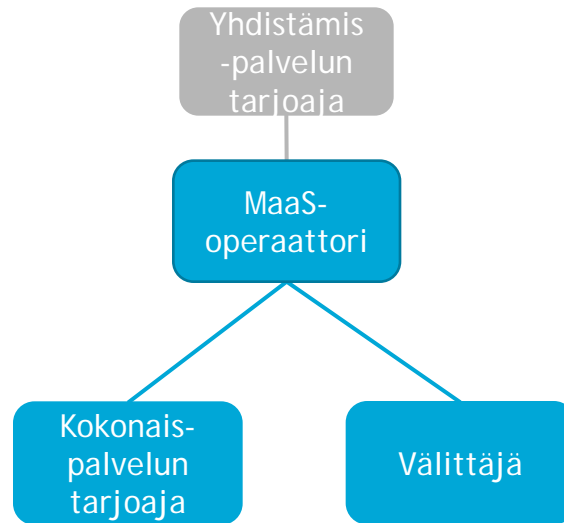 Yhdistämis
-palvelun
tarjoaja
MaaS-
operaattori
Kokonais-
palvelun
tarjoaja
Välittäjä